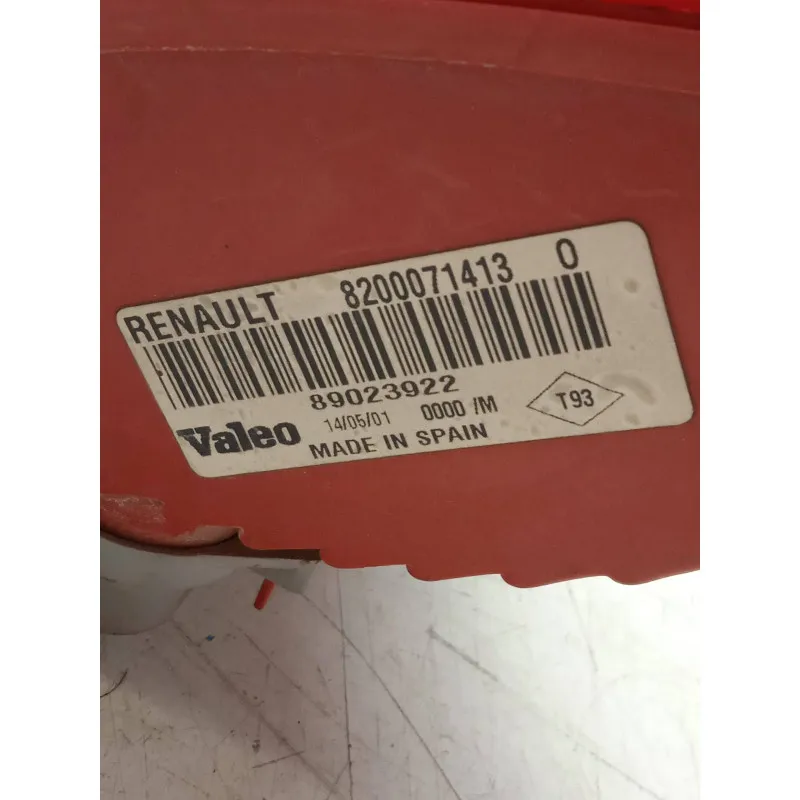 RENAULT 8200071413 0
89023922
Valeo 14/05/01 0000 /M T93
MADE IN SPAIN